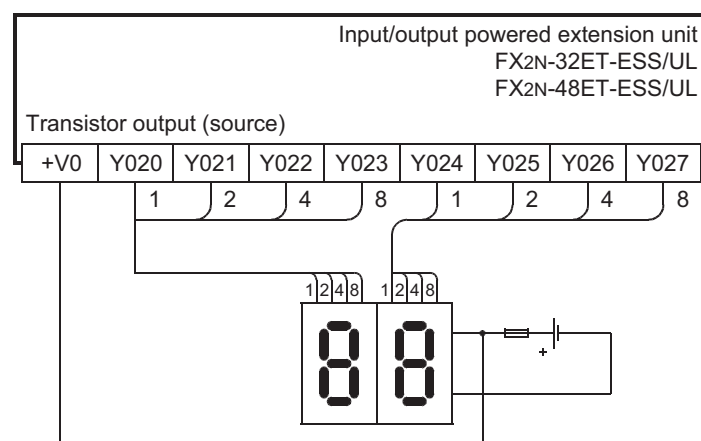 Input/output powered extension unit
FX2N-32ET-ESS/UL
FX2N-48ET-ESS/UL
Transistor output (source)
+V0 Y020 Y021 Y022 Y023 Y024 Y025 Y026 Y027
1 2 4 8 1 2 4 8
1 2 4 8 1 2 4 8
8 8
+